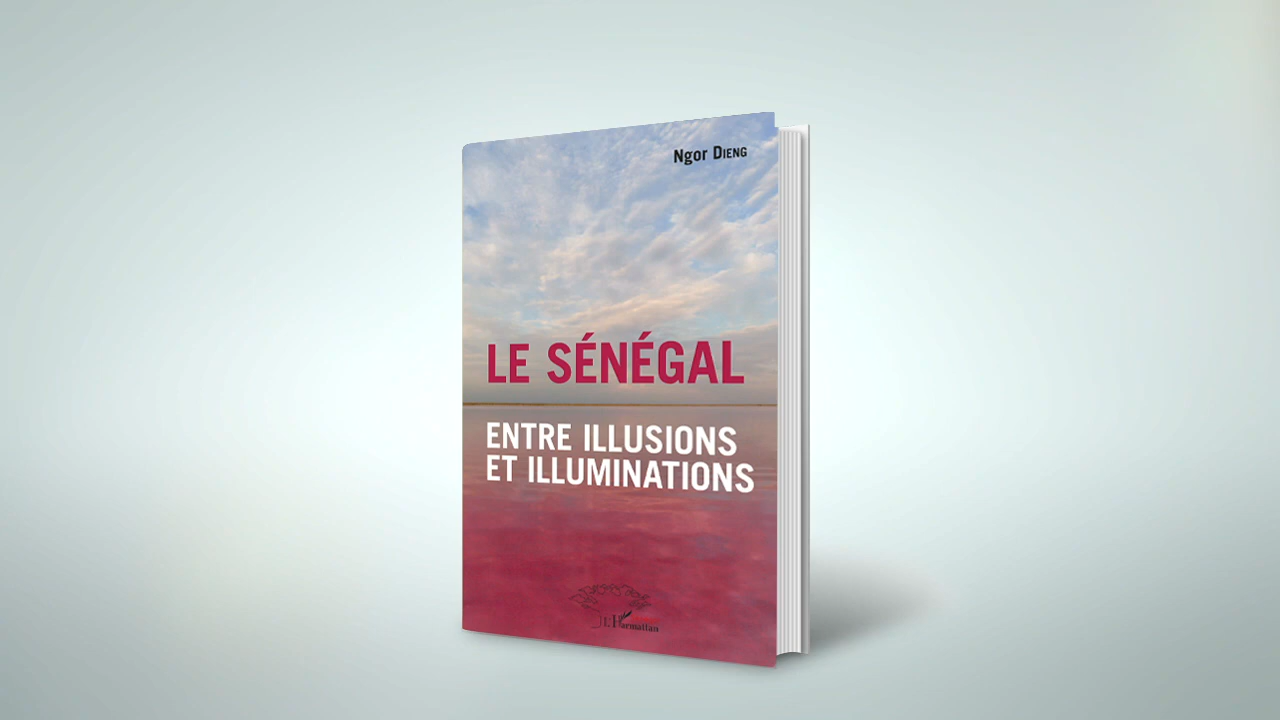 Ngor DIENG
LE SÉNÉGAL
ENTRE ILLUSIONS
ET ILLUMINATIONS
L'Harmattan